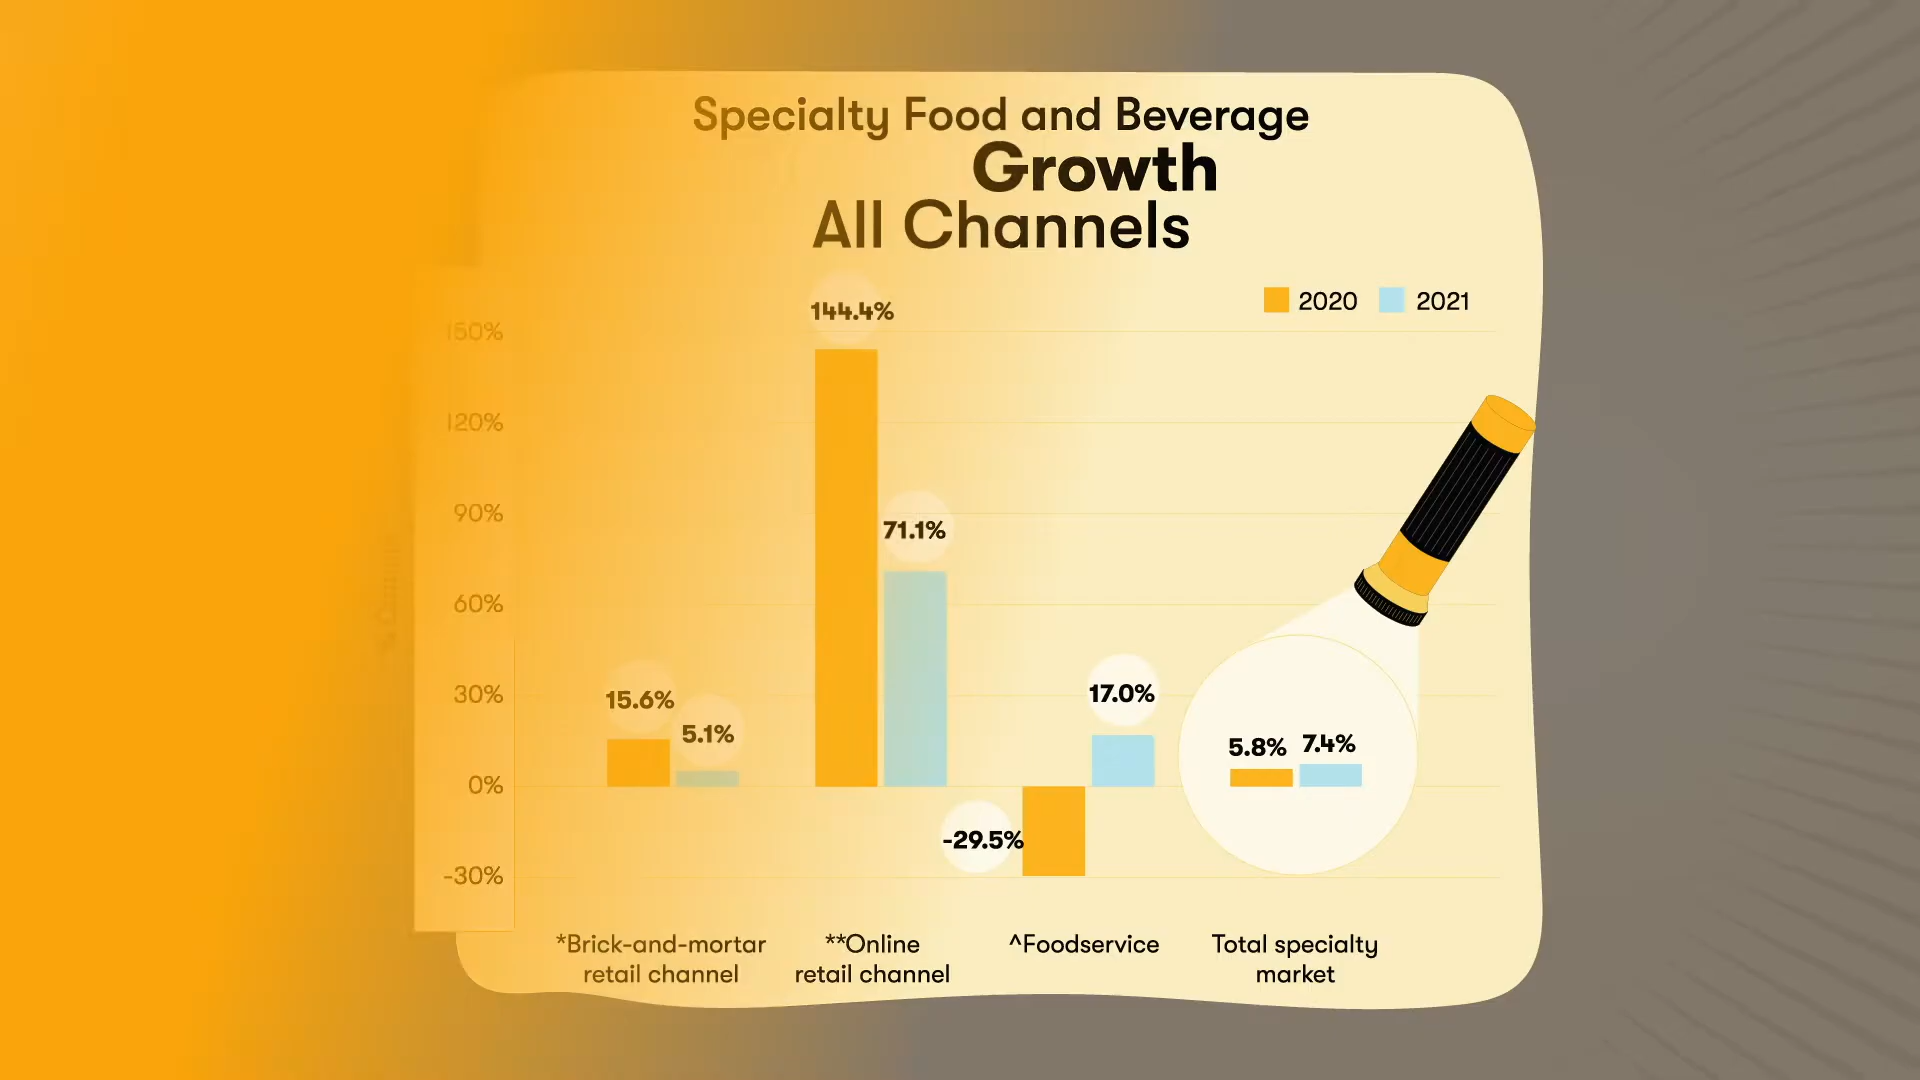 Specialty Food and Beverage
Growth
All Channels
2020 2021
150%
120%
90%
60%
30%
0%
-30%
144.4%
71.1%
15.6%
5.1%
17.0%
-29.5%
5.8% 7.4%
*Brick-and-mortar
retail channel
**Online
retail channel
^Foodservice
Total specialty
market